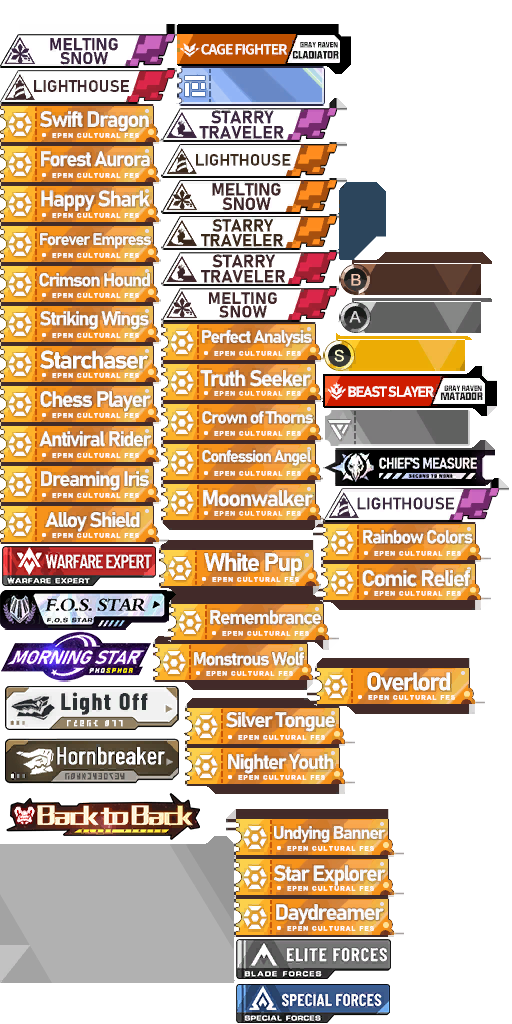 MELTING
SNOW
CAGE FIGHTER
GRAY RAVEN
GLADIATOR
LIGHTHOUSE
Swift Dragon
EPEN CULTURAL FES
STARRY
TRAVELER
Forest Aurora
EPEN CULTURAL FES
LIGHTHOUSE
Happy Shark
EPEN CULTURAL FES
MELTING
SNOW
Forever Empress
EPEN CULTURAL FES
STARRY
TRAVELER
Crimson Hound
EPEN CULTURAL FES
STARRY
TRAVELER
B
Striking Wings
EPEN CULTURAL FES
MELTING
SNOW
A
Starchaser
EPEN CULTURAL FES
Perfect Analysis
EPEN CULTURAL FES
S
Chess Player
EPEN CULTURAL FES
Truth Seeker
EPEN CULTURAL FES
BEAST SLAYER
GRAY RAVEN
MATADOR
Antiviral Rider
EPEN CULTURAL FES
Crown of Thorns
EPEN CULTURAL FES
Dreaming Iris
EPEN CULTURAL FES
Confession Angel
EPEN CULTURAL FES
CHIEF'S MEASURE
Alloy Shield
EPEN CULTURAL FES
Moonwalker
EPEN CULTURAL FES
LIGHTHOUSE
Rainbow Colors
EPEN CULTURAL FES
WARFARE EXPERT
WARFARE EXPERT
White Pup
EPEN CULTURAL FES
Comic Relief
EPEN CULTURAL FES
F.O.S. STAR
F.O.S STAR
Remembrance
EPEN CULTURAL FES
MORNING STAR
PHOSPHOR
Monstrous Wolf
EPEN CULTURAL FES
Overlord
EPEN CULTURAL FES
Light Off
Silver Tongue
EPEN CULTURAL FES
Hornbreaker
Nighter Youth
EPEN CULTURAL FES
Back to Back
Undying Banner
EPEN CULTURAL FES
Star Explorer
EPEN CULTURAL FES
Daydreamer
EPEN CULTURAL FES
ELITE FORCES
BLADE FORCES
SPECIAL FORCES
SPECIAL FORCES